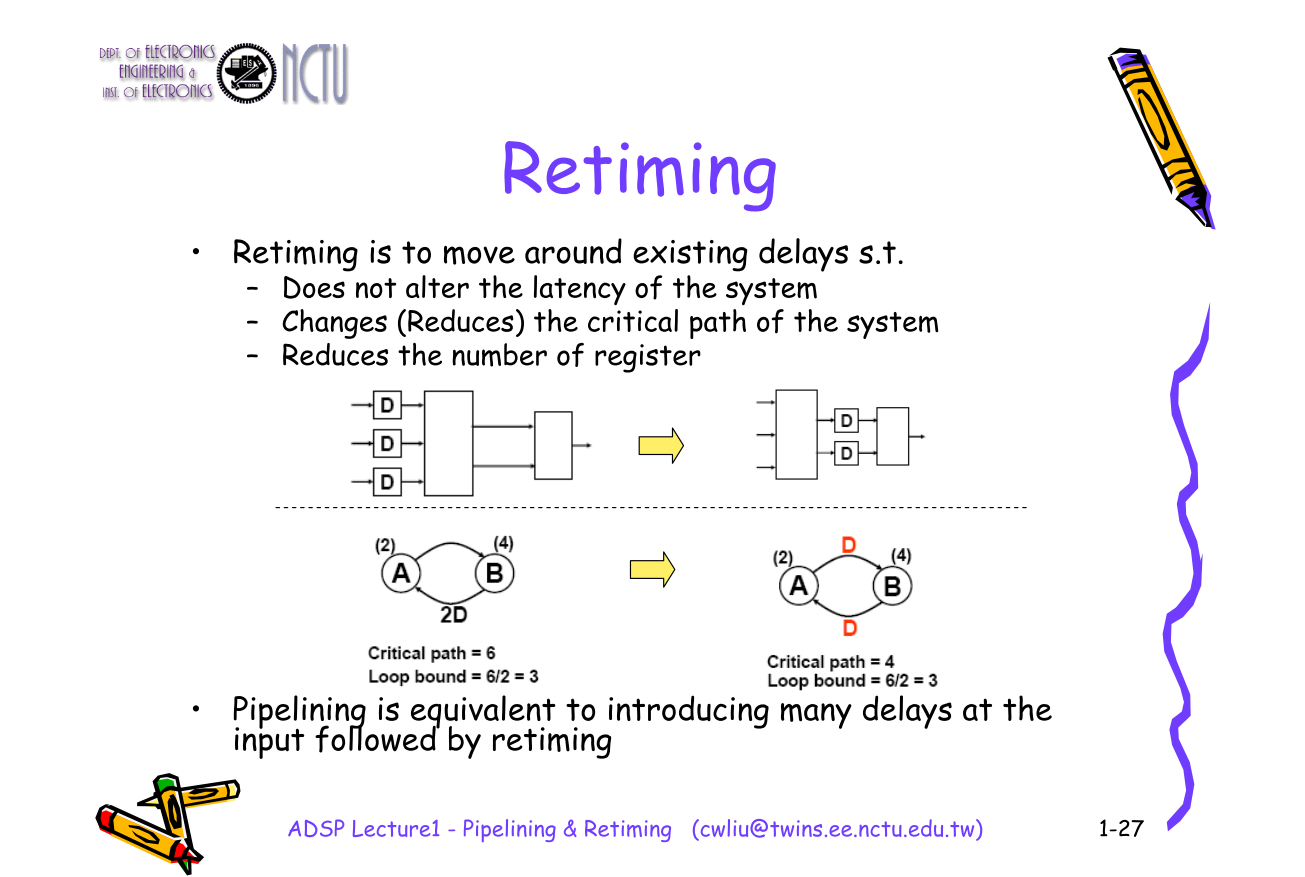 DEPT. OF ELECTRONICS
ENGINEERING &
INST. OF ELECTRONICS
NCTU
ES
1896
Retiming
• Retiming is to move around existing delays s.t.
– Does not alter the latency of the system
– Changes (Reduces) the critical path of the system
– Reduces the number of register
D
D
D
D
D
(2)
(4)
A
B
2D
Critical path = 6
Loop bound = 6/2 = 3
D
(2)
(4)
A
B
D
Critical path = 4
Loop bound = 6/2 = 3
• Pipelining is equivalent to introducing many delays at the
input followed by retiming
ADSP Lecture1 - Pipelining & Retiming (cwliu@twins.ee.nctu.edu.tw)
1-27